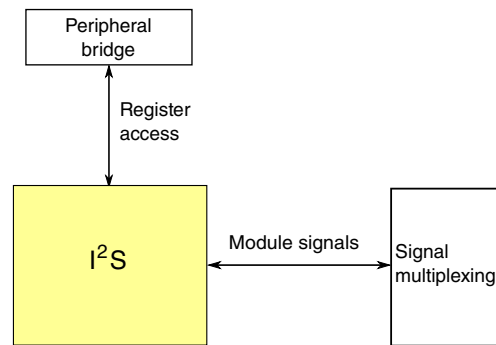 Peripheral
bridge
Register
access
I²S
Module signals
Signal
multiplexing